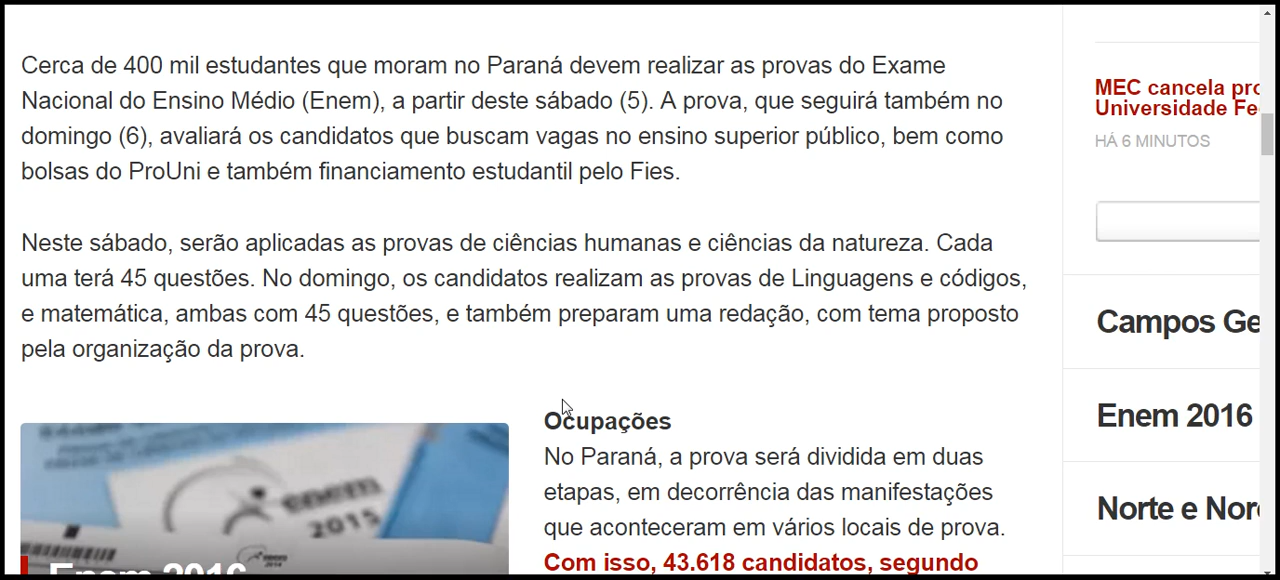 Cerca de 400 mil estudantes que moram no Paraná devem realizar as provas do Exame
Nacional do Ensino Médio (Enem), a partir deste sábado (5). A prova, que seguirá também no
domingo (6), avaliará os candidatos que buscam vagas no ensino superior público, bem como
bolsas do ProUni e também financiamento estudantil pelo Fies.
Neste sábado, serão aplicadas as provas de ciências humanas e ciências da natureza. Cada
uma terá 45 questões. No domingo, os candidatos realizam as provas de Linguagens e códigos,
e matemática, ambas com 45 questões, e também preparam uma redação, com tema proposto
pela organização da prova.
enem
2015
Enem 2016
Ocupações
No Paraná, a prova será dividida em duas
etapas, em decorrência das manifestações
que aconteceram em vários locais de prova.
Com isso, 43.618 candidatos, segundo
MEC cancela pro
Universidade Fe
HÁ 6 MINUTOS
Campos Ge
Enem 2016
Norte e Nor